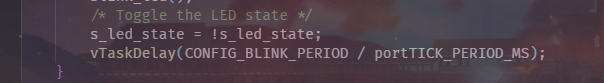 /* Toggle the LED state */
s_led_state = !s_led_state;
vTaskDelay(CONFIG_BLINK_PERIOD / portTICK_PERIOD_MS);
}